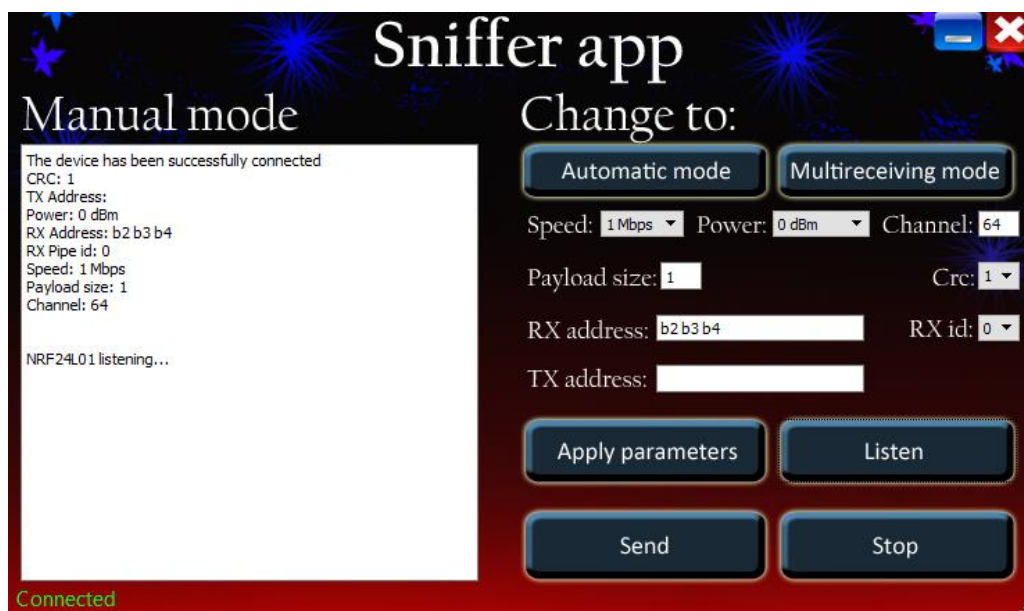 Sniffer app
Manual mode
The device has been successfully connected
CRC: 1
TX Address:
Power: 0 dBm
RX Address: b2 b3 b4
RX Pipe id: 0
Speed: 1 Mbps
Payload size: 1
Channel: 64
NRF24L01 listening...
Connected
Change to:
Automatic mode Multireceiving mode
Speed: 1 Mbps Power: 0 dBm Channel: 64
Payload size: 1 Crc: 1
RX address: b2 b3 b4 RX id: 0
TX address:
Apply parameters Listen
Send Stop